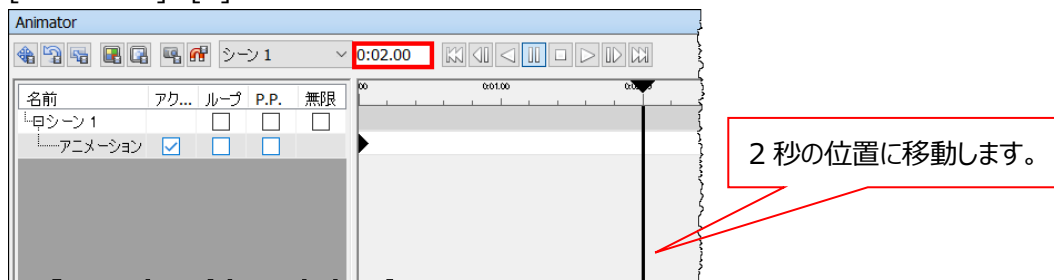 Animator
シーン 1
0:02.00
名前 アク... ループ P.P. 無限
0:01.00
シーン 1
アニメーション
2 秒の位置に移動します。